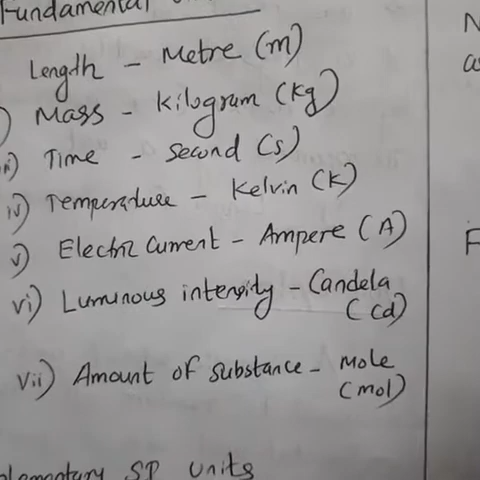 Fundamental
Length - Metre (m)
) Mass - Kilogram (Kg)
) Time - Second (S)
iv) Temperature - Kelvin (K)
v) Electric Current - Ampere (A)
vi) Luminous intensity - Candela
(Cd)
vii) Amount of substance - Mole
(mol)
plementary SI units